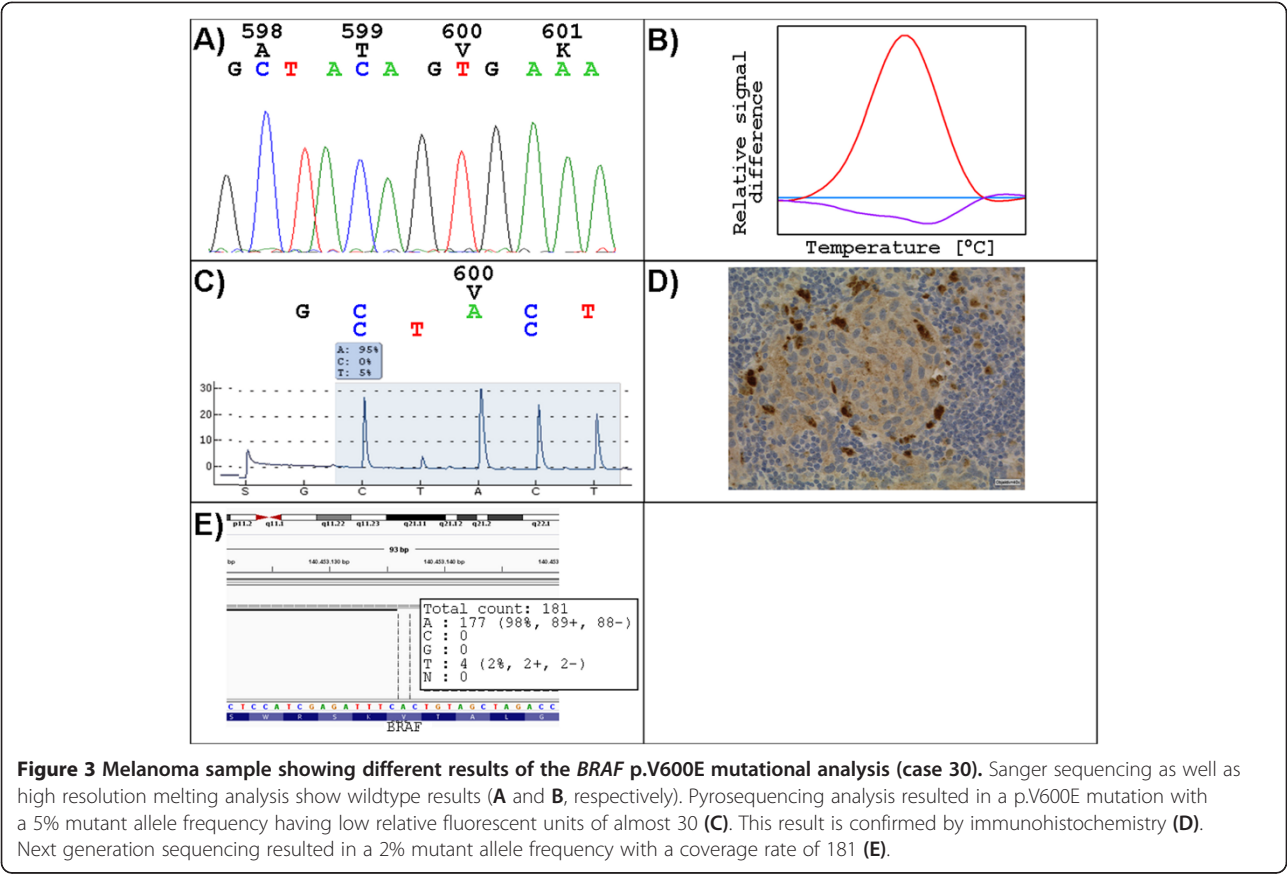 A)
598 599 600 601
A T V K
G C T A C A G T G A A A
B)
Relative signal
difference
Temperature [°C]
C)
600
V
G C A C T
C T C
A: 95%
C: 0%
T: 5%
30
20
10
0
S G C T A C T
D)
E)
p11.2 q11.1 q11.22 q11.23 q21.11 q21.12 q21.2 q22.1
93 bp
bp 140.453.130 bp 140.453.140 bp 140.453
Total count: 181
A : 177 (98%, 89+, 88-)
C : 0
G : 0
T : 4 (2%, 2+, 2-)
N : 0
C T C C A T C G A G A T T T C A C T G T A G C T A G A C C
S W R S K V T A L G
BRAF
Figure 3 Melanoma sample showing different results of the BRAF p.V600E mutational analysis (case 30). Sanger sequencing as well as
high resolution melting analysis show wildtype results (A and B, respectively). Pyrosequencing analysis resulted in a p.V600E mutation with
a 5% mutant allele frequency having low relative fluorescent units of almost 30 (C). This result is confirmed by immunohistochemistry (D).
Next generation sequencing resulted in a 2% mutant allele frequency with a coverage rate of 181 (E).